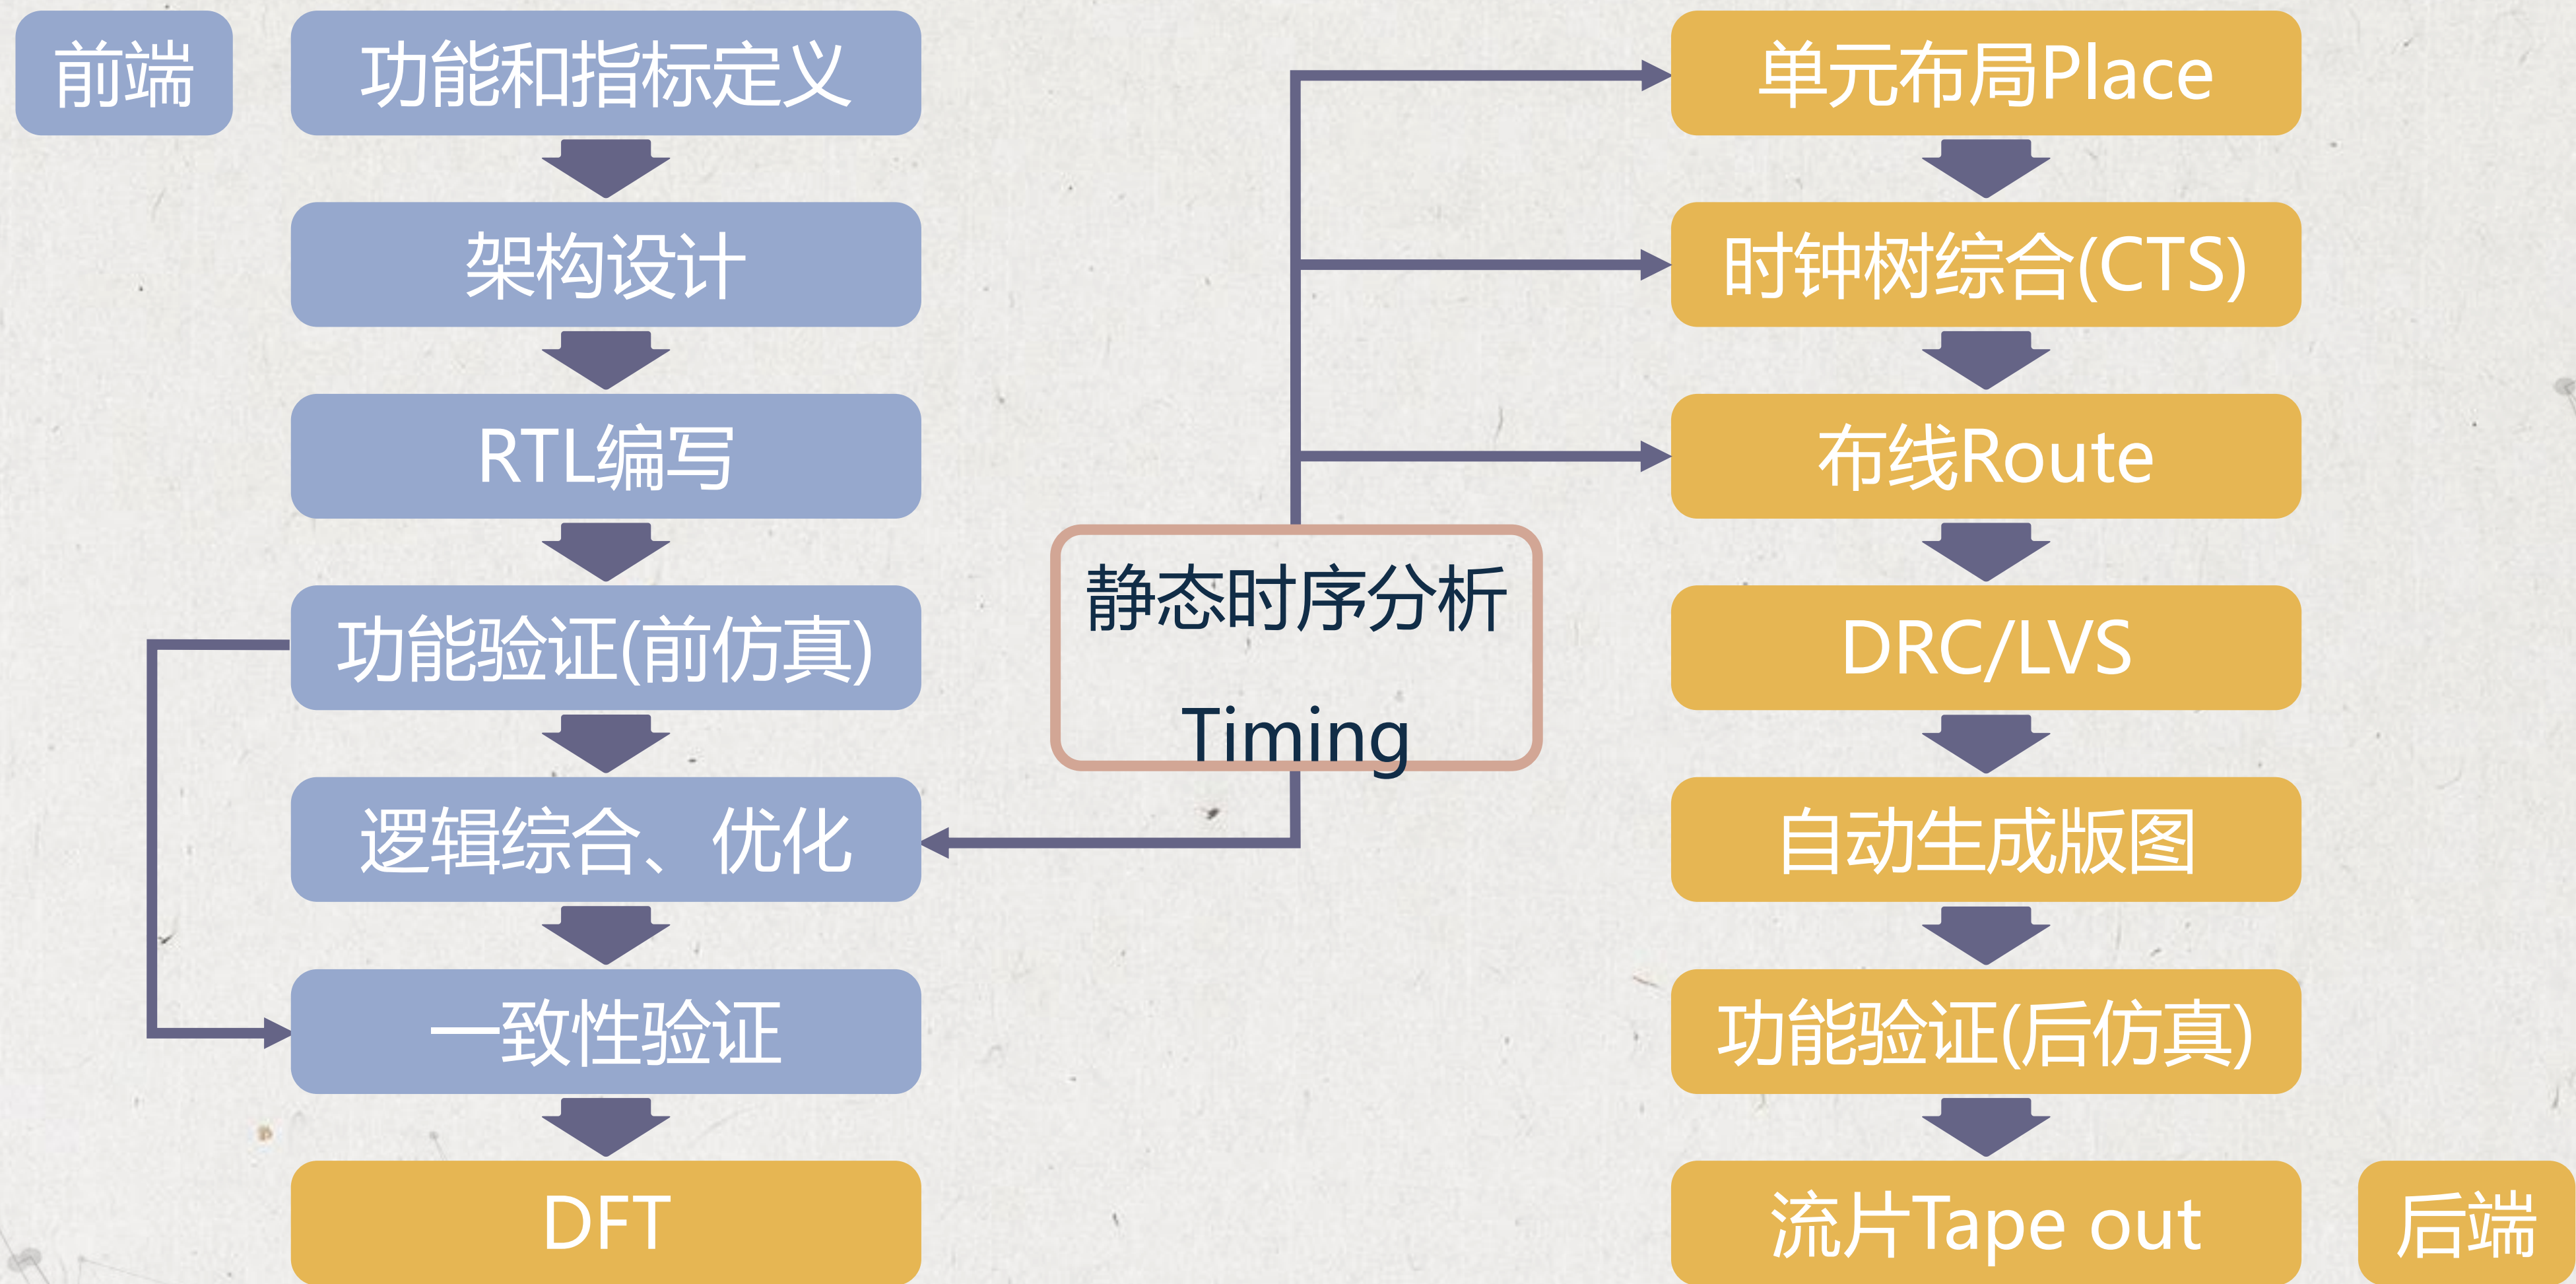 前端
功能和指标定义
架构设计
RTL编写
功能验证(前仿真)
逻辑综合、优化
一致性验证
DFT
静态时序分析
Timing
单元布局Place
时钟树综合(CTS)
布线Route
DRC/LVS
自动生成版图
功能验证(后仿真)
流片Tape out
后端